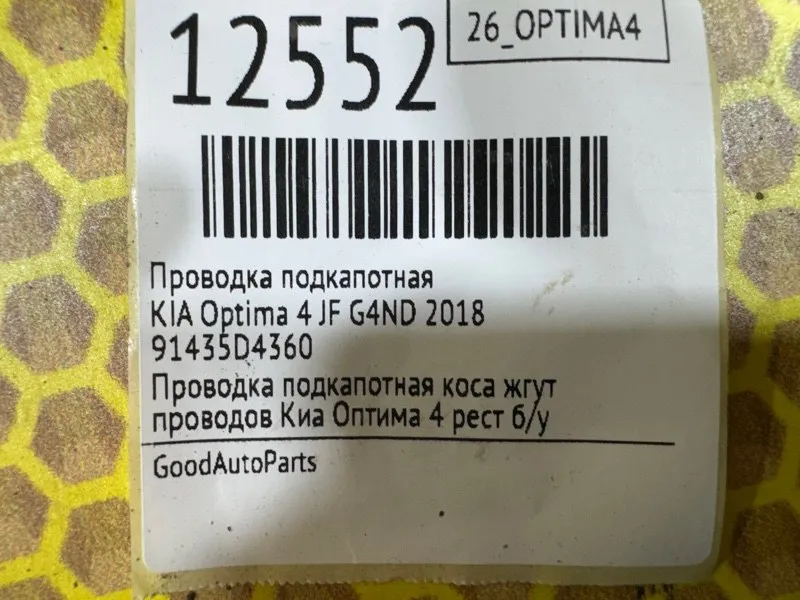 12552
26_OPTIMA4
Проводка подкапотная
KIA Optima 4 JF G4ND 2018
91435D4360
Проводка подкапотная коса жгут
проводов Киа Оптима 4 рест б/у
GoodAutoParts